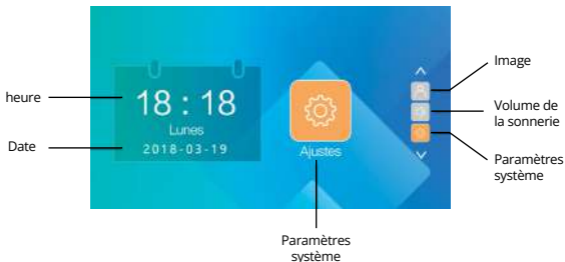 heure
Date
18 : 18
Lunes
2018-03-19
Ajustes
Image
Volume de
la sonnerie
Paramètres
système
Paramètres
système